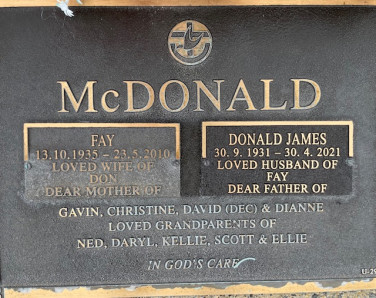 McDONALD
FAY
13.10.1935 – 23.5.2010
LOVED WIFE OF
DON
DEAR MOTHER OF
DONALD JAMES
30. 9. 1931 – 30. 4. 2021
LOVED HUSBAND OF
FAY
DEAR FATHER OF
GAVIN, CHRISTINE, DAVID (DEC) & DIANNE
LOVED GRANDPARENTS OF
NED, DARYL, KELLIE, SCOTT & ELLIE
IN GOD'S CARE